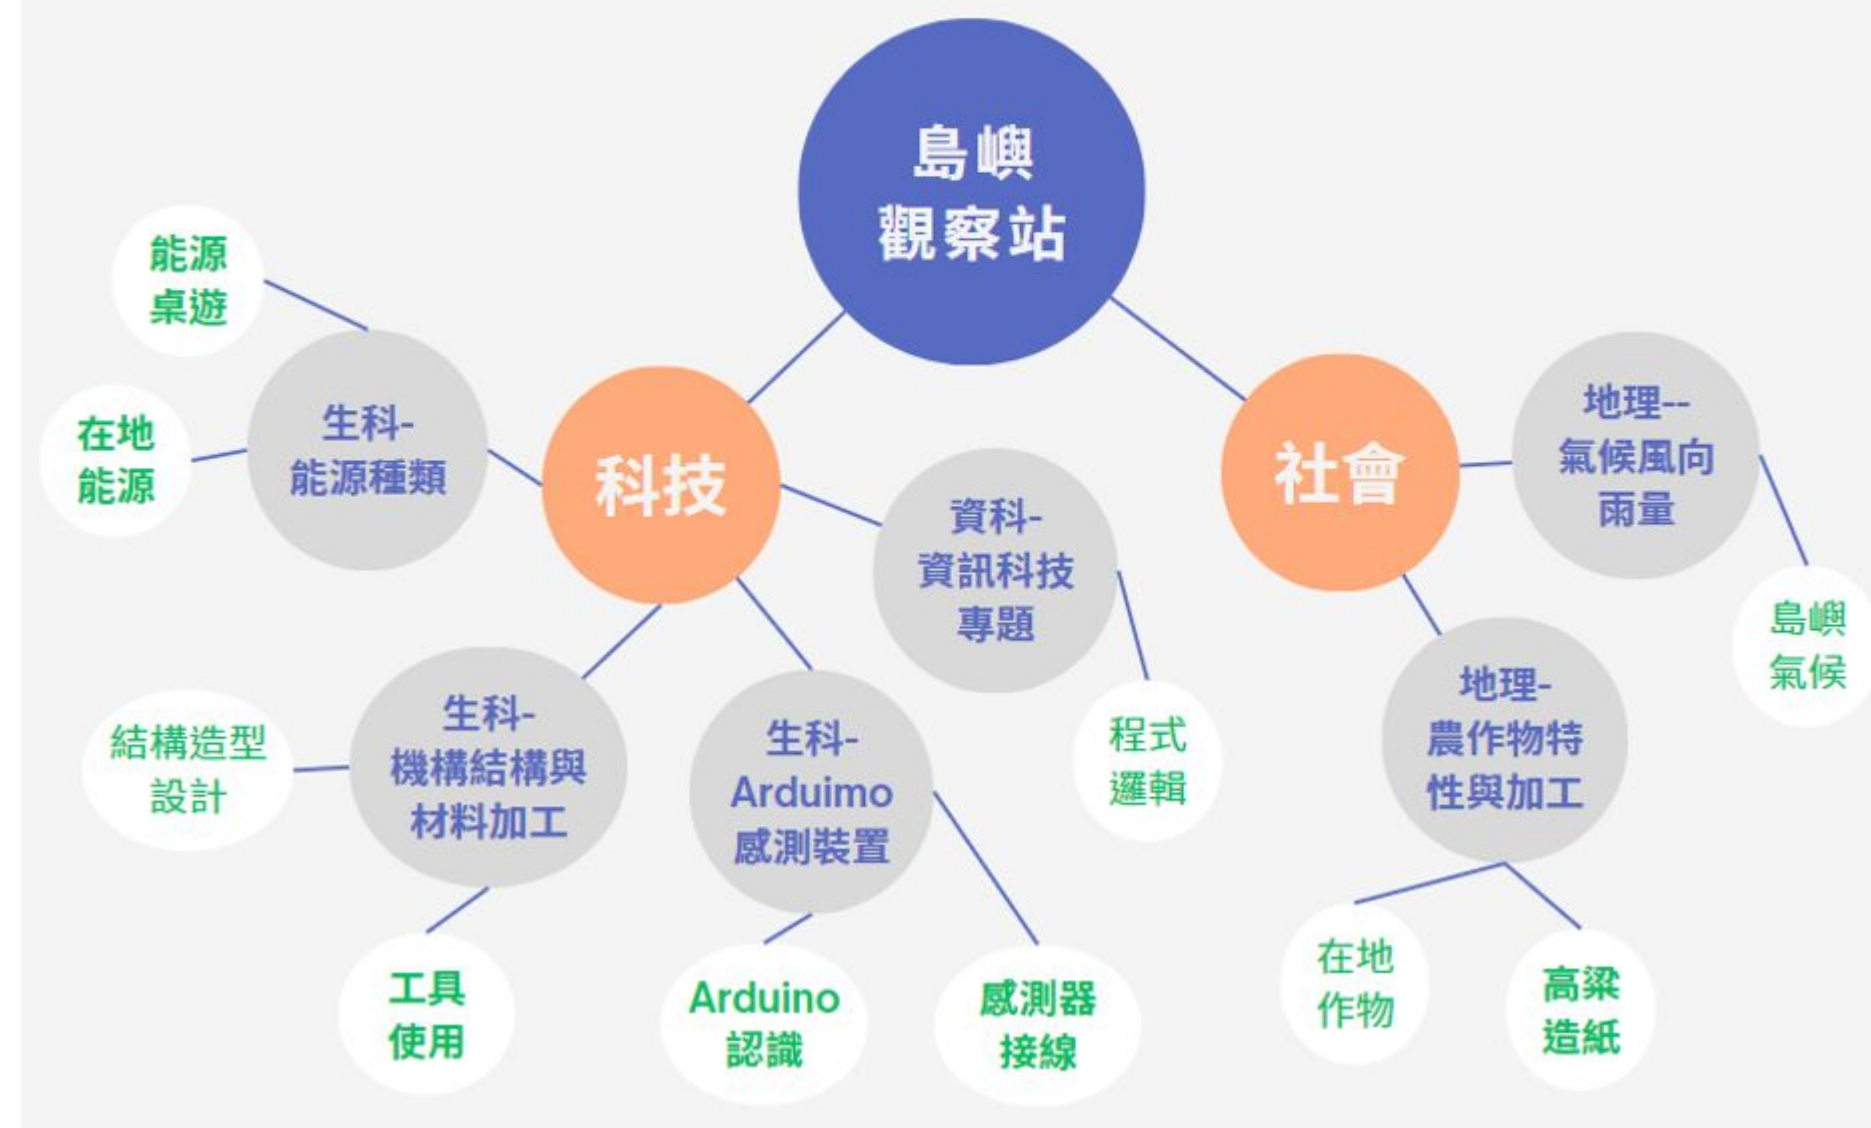 島嶼
觀察站
科技
社會
能源
桌遊
在地
能源
生科-
能源種類
資科-
資訊科技
專題
生科-
機構結構與
材料加工
結構造型
設計
工具
使用
生科-
Arduimo
感測裝置
Arduino
認識
感測器
接線
程式
邏輯
地理--
氣候風向
雨量
島嶼
氣候
地理-
農作物特
性與加工
在地
作物
高粱
造紙